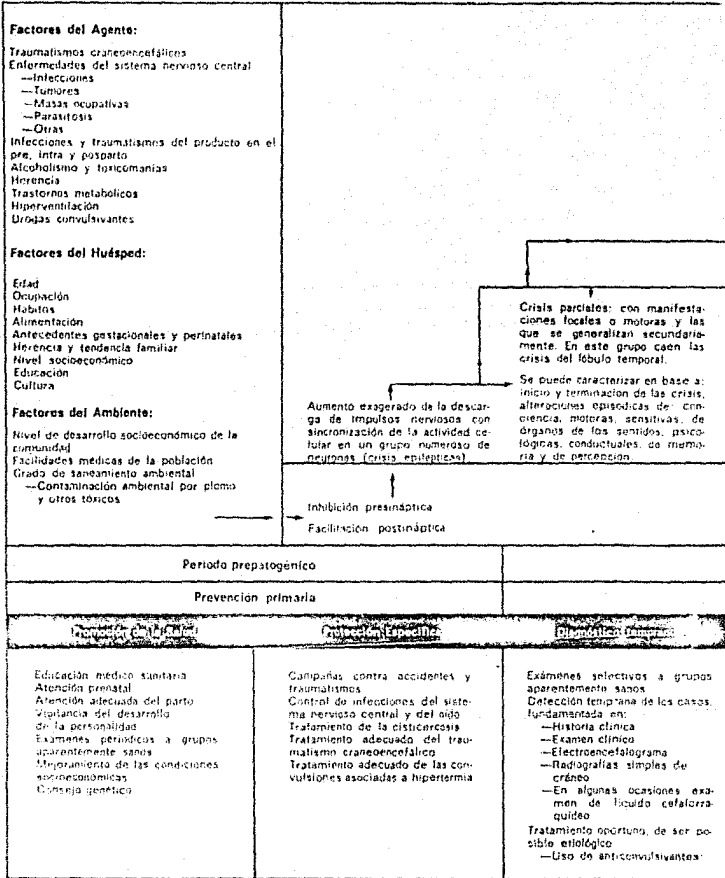 Factores del Agente:
Traumatismos craneoencefálicos
Enfermedades del sistema nervioso central
—Infecciones
—Tumores
—Masas ocupativas
—Parasitosis
—Otras
Infecciones y traumatismos del producto en el
pre, intra y posparto
Alcoholismo y toxicomanías
Herencia
Trastornos metabólicos
Hiperventilación
Drogas convulsivantes
Factores del Huésped:
Edad
Ocupación
Hábitos
Alimentación
Antecedentes gestacionales y perinatales
Herencia y tendencia familiar
Nivel socioeconómico
Educación
Cultura
Factores del Ambiente:
Nivel de desarrollo socioeconómico de la
comunidad
Facilidades médicas de la población
Grado de saneamiento ambiental
—Contaminación ambiental por plomo
y otros tóxicos
Inhibición presináptica
Facilitación postináptica
Aumento exagerado de la descar-
ga de impulsos nerviosos con
sincronización de la actividad ce-
lular en un grupo numeroso de
neuronas (crisis epilépticas)
Crisis parciales: con manifesta-
ciones focales o motoras y las
que se generalizan secundaria-
mente. En este grupo caen las
crisis del lóbulo temporal.
Se puede caracterizar en base a:
inicio y terminación de las crisis,
alteraciones episódicas de: con-
ciencia, motoras, sensitivas, de
órganos de los sentidos, psico-
lógicas, conductuales, de memo-
ria y de percepción.
Periodo prepatogénico
Prevención primaria
Promoción de la Salud
Protección Específica
Diagnóstico Temprano
Educación médico sanitaria
Atención prenatal
Atención adecuada del parto
Vigilancia del desarrollo
de la personalidad
Exámenes périodicos a grupos
aparentemente sanos
Mejoramiento de las condiciones
socioeconómicas
Consejo genético
Campañas contra accidentes y
traumatismos
Control de infecciones del siste-
ma nervioso central y del oído
Tratamiento de la cisticercosis
Tratamiento adecuado del trau-
matismo craneoencefálico
Tratamiento adecuado de las con-
vulsiones asociadas a hipertermia
Exámenes selectivos a grupos
aparentemente sanos
Detección temprana de los casos,
fundamentada en:
—Historia clínica
—Examen clínico
—Electroencefalograma
—Radiografías simples de
cráneo
—En algunas ocasiones exa-
men de líquido cefalorra-
quídeo
Tratamiento oportuno, de ser po-
sible etiológico
—Uso de anticonvulsivantes